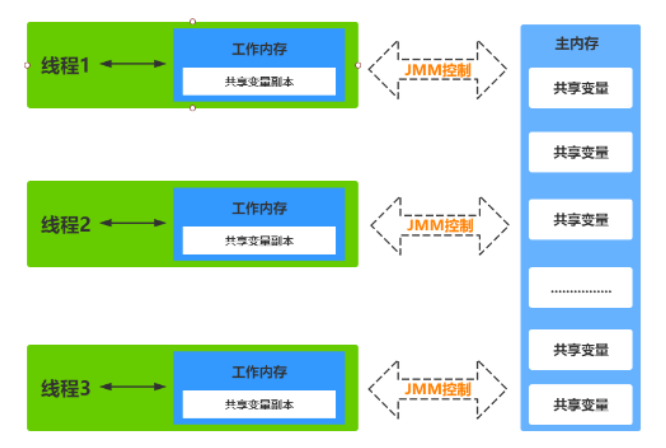 线程1
工作内存
共享变量副本
JMM控制
主内存
共享变量
共享变量
线程2
工作内存
共享变量副本
JMM控制
共享变量
................
线程3
工作内存
共享变量副本
JMM控制
共享变量
共享变量